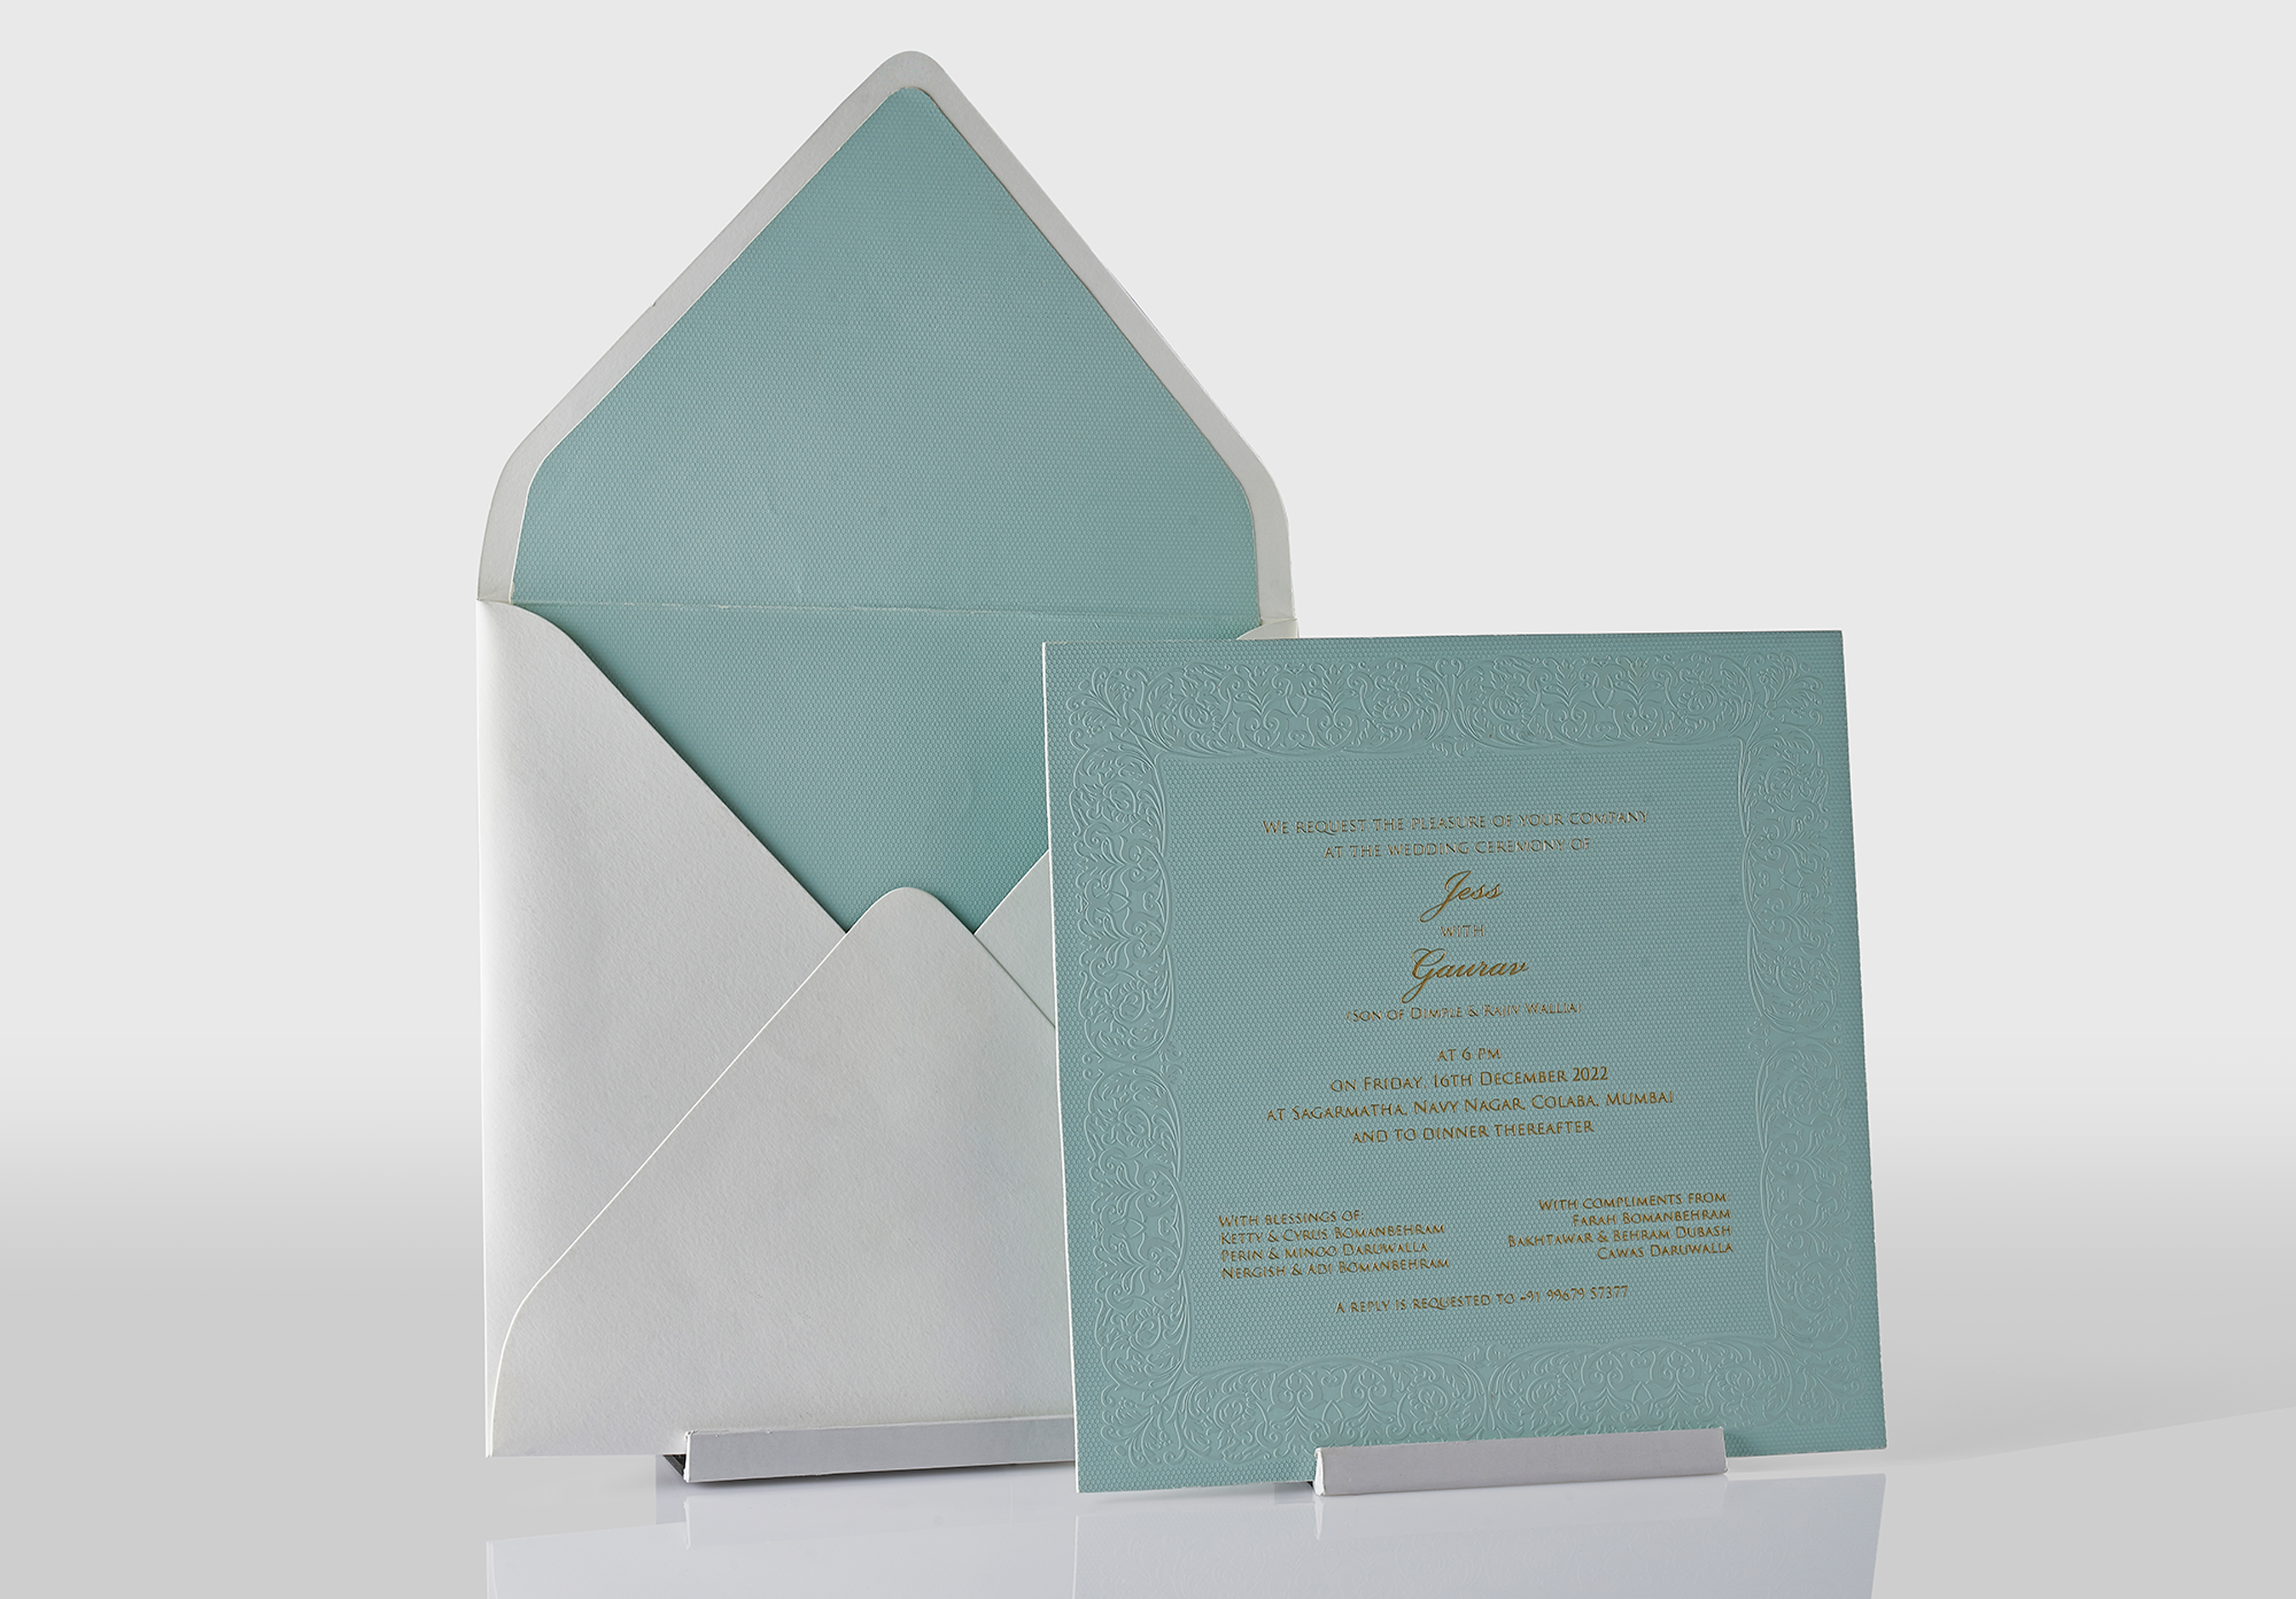 WE REQUEST THE PLEASURE OF YOUR COMPANY
AT THE WEDDING CEREMONY OF
Jess
WITH
Gaurav
(SON OF DIMPLE & RAJIV WALLIA)
AT 6 PM
ON FRIDAY, 16TH DECEMBER 2022
AT SAGARMATHA, NAVY NAGAR, COLABA, MUMBAI
AND TO DINNER THEREAFTER
WITH BLESSINGS OF:
KETTY & CYRUS BOMANBEHRAM
PERIN & MINOO DARUWALLA
NERGISH & ADI BOMANBEHRAM
WITH COMPLIMENTS FROM
FARAH BOMANBEHRAM
BAKHTAWAR & BEHRAM DUBASH
CAWAS DARUWALLA
A REPLY IS REQUESTED TO +91 99679 57377